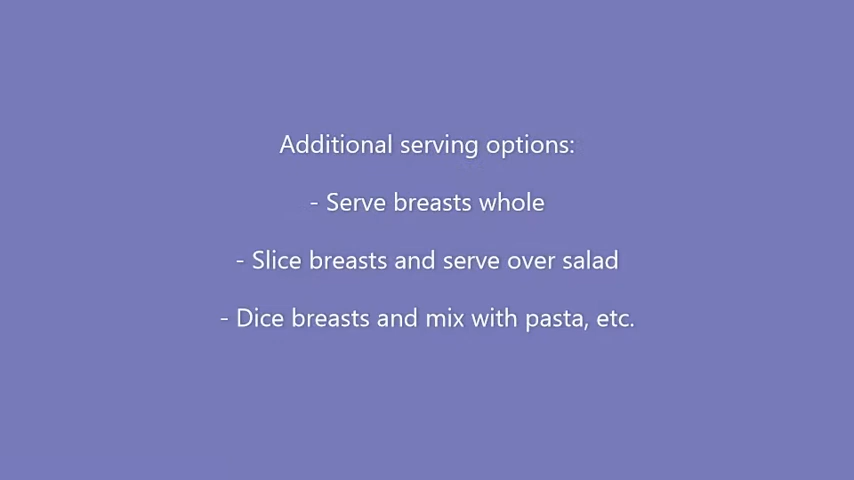 Additional serving options:
- Serve breasts whole
- Slice breasts and serve over salad
- Dice breasts and mix with pasta, etc.